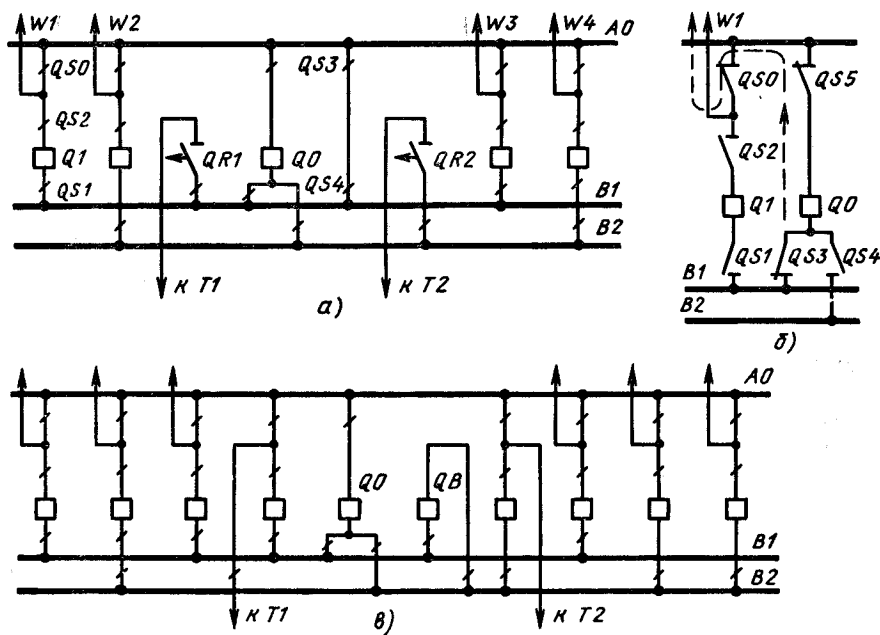 W1 W2 W3 W4 A0
QS0 QS3
QS2
Q1 QR1 Q0 QR2
QS1 QS4 B1
B2
к T1 к T2
а)
W1
QS0 QS5
QS2
Q1 Q0
QS1 QS3 QS4
B1
B2
б)
A0
Q0 QB
B1
B2
к T1 к T2
в)